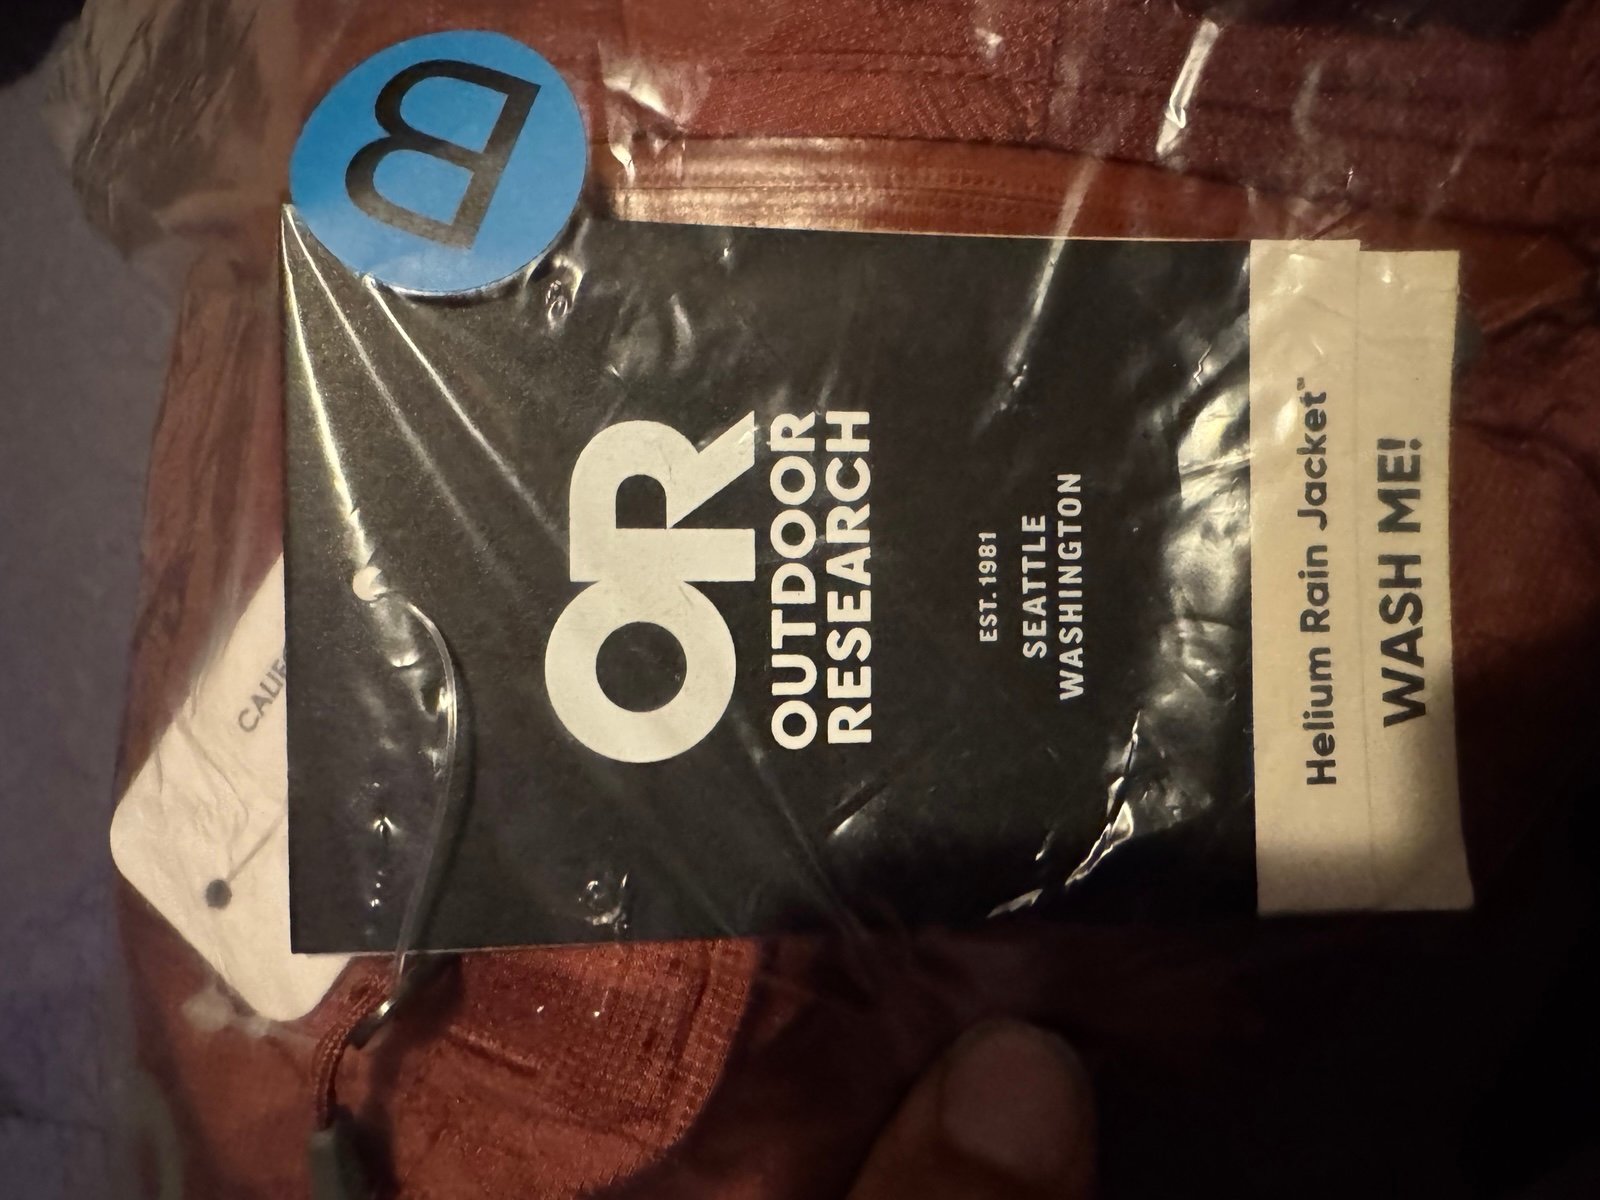 B
OR
OUTDOOR
RESEARCH
EST. 1981
SEATTLE
WASHINGTON
Helium Rain Jacket™
WASH ME!